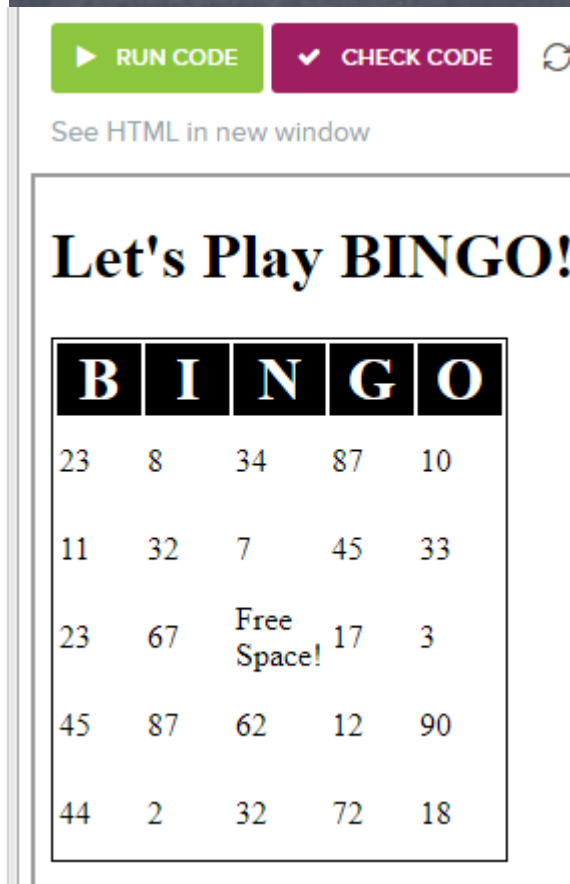 RUN CODE CHECK CODE
See HTML in new window
Let's Play BINGO!
B I N G O
23 8 34 87 10
11 32 7 45 33
23 67 Free Space! 17 3
45 87 62 12 90
44 2 32 72 18